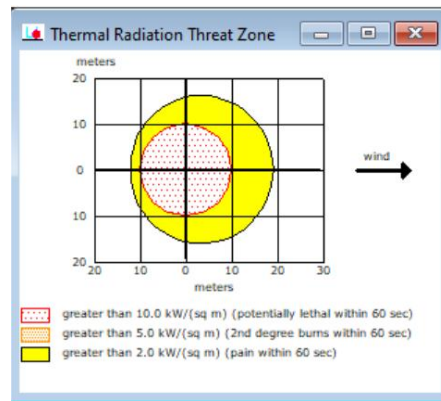 Thermal Radiation Threat Zone
meters
20
10
0
10
20
20 10 0 10 20 30
meters
wind
greater than 10.0 kW/(sq m) (potentially lethal within 60 sec)
greater than 5.0 kW/(sq m) (2nd degree burns within 60 sec)
greater than 2.0 kW/(sq m) (pain within 60 sec)